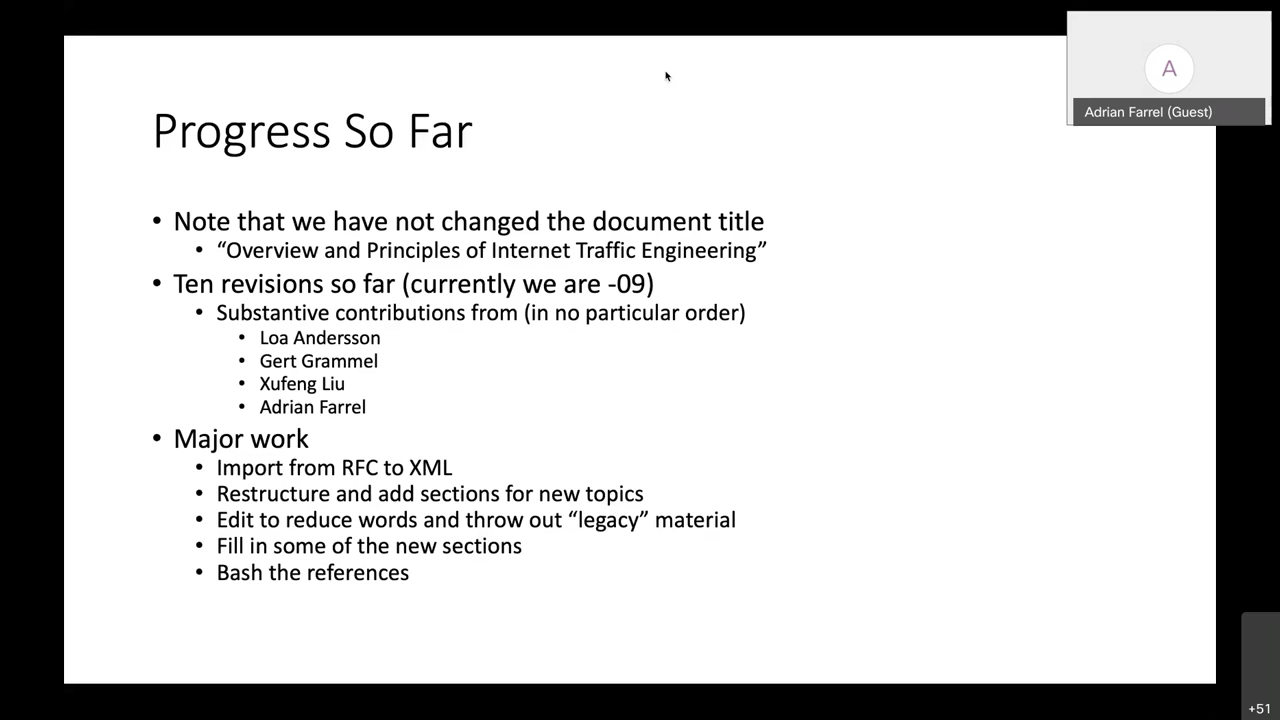 A
Adrian Farrel (Guest)
Progress So Far
• Note that we have not changed the document title
• “Overview and Principles of Internet Traffic Engineering”
• Ten revisions so far (currently we are -09)
• Substantive contributions from (in no particular order)
• Loa Andersson
• Gert Grammel
• Xufeng Liu
• Adrian Farrel
• Major work
• Import from RFC to XML
• Restructure and add sections for new topics
• Edit to reduce words and throw out “legacy” material
• Fill in some of the new sections
• Bash the references
+51